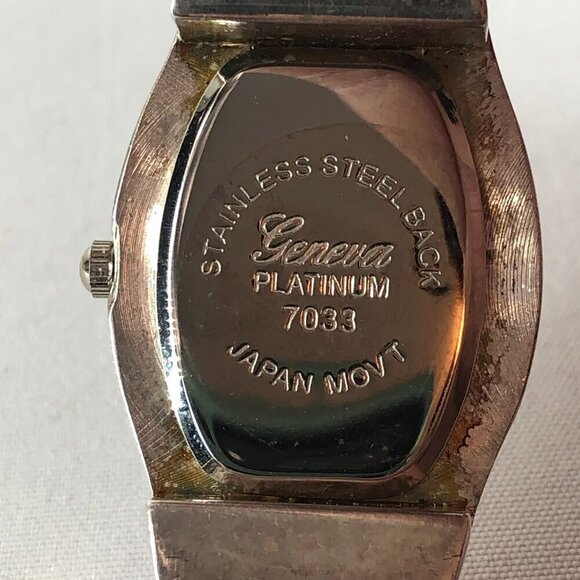 STAINLESS STEEL BACK
Geneva
PLATINUM
7033
JAPAN MOVT